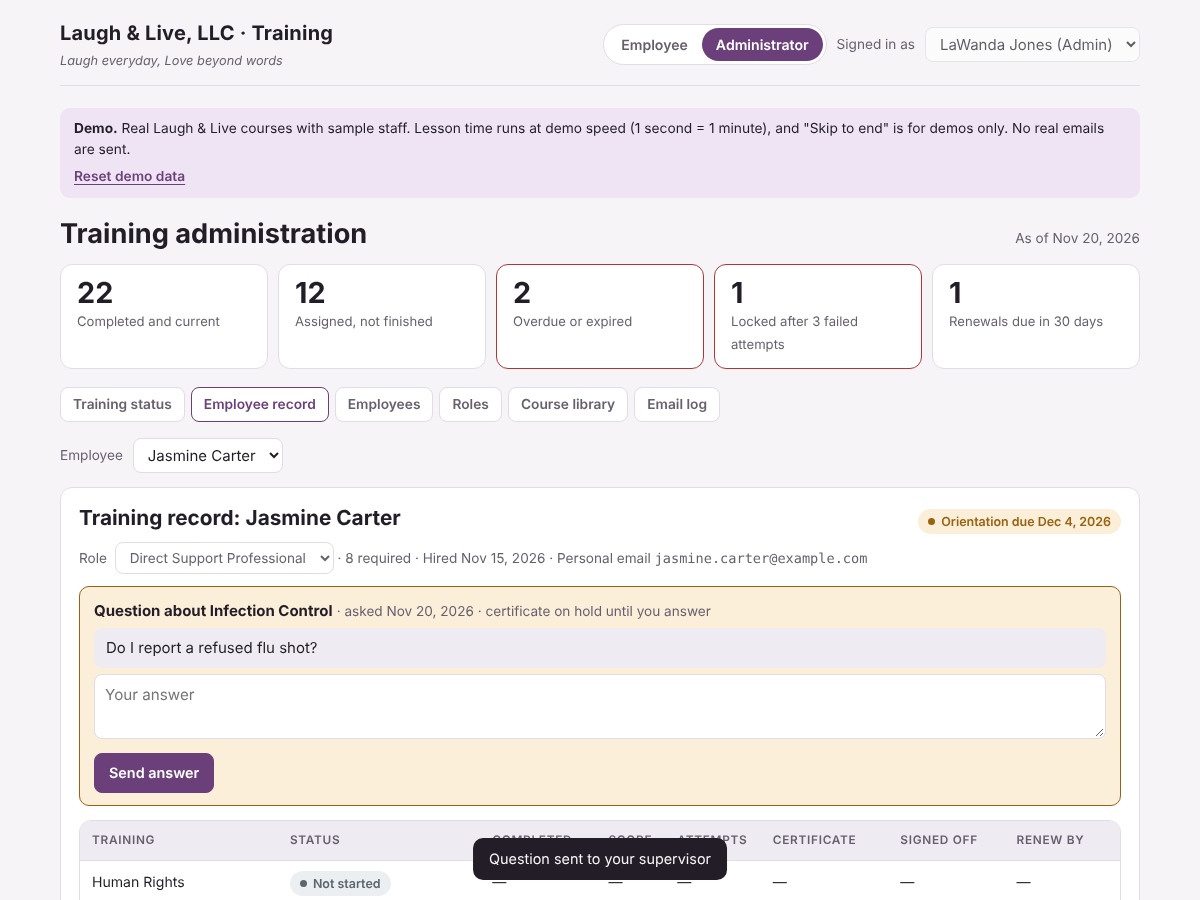 Laugh & Live, LLC · Training
Laugh everyday, Love beyond words
Employee
Administrator
Signed in as
LaWanda Jones (Admin)
Demo. Real Laugh & Live courses with sample staff. Lesson time runs at demo speed (1 second = 1 minute), and "Skip to end" is for demos only. No real emails
are sent.
Reset demo data
Training administration
As of Nov 20, 2026
22
Completed and current
12
Assigned, not finished
2
Overdue or expired
1
Locked after 3 failed
attempts
1
Renewals due in 30 days
Training status
Employee record
Employees
Roles
Course library
Email log
Employee
Jasmine Carter
Training record: Jasmine Carter
Orientation due Dec 4, 2026
Role Direct Support Professional · 8 required · Hired Nov 15, 2026 · Personal email jasmine.carter@example.com
Question about Infection Control · asked Nov 20, 2026 · certificate on hold until you answer
Do I report a refused flu shot?
Your answer
Send answer
TRAINING STATUS COMPLETED SCORE ATTEMPTS CERTIFICATE SIGNED OFF RENEW BY
Question sent to your supervisor
Human Rights Not started — — — — — —